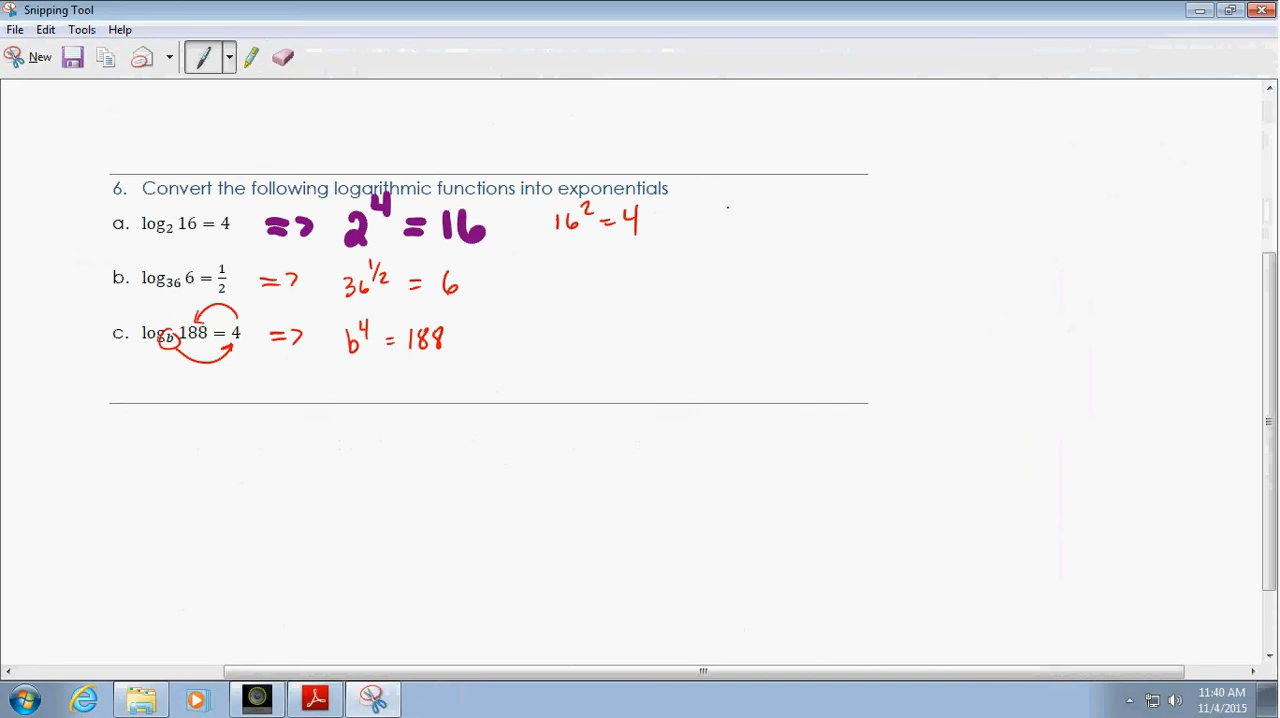 Snipping Tool
File Edit Tools Help
New
6. Convert the following logarithmic functions into exponentials
a. log₂ 16 = 4 => 2⁴ = 16 16² = 4
b. log₃₆ 6 = 1/2 => 36^1/2 = 6
c. log_b 188 = 4 => b⁴ = 188
11:40 AM
11/4/2015